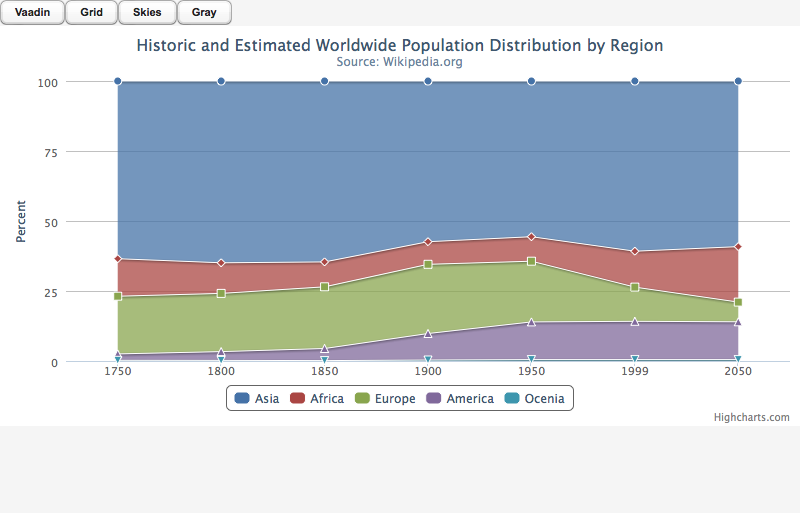 Vaadin Grid Skies Gray
Historic and Estimated Worldwide Population Distribution by Region
Source: Wikipedia.org
100
75
50
25
0
Percent
1750 1800 1850 1900 1950 1999 2050
Asia Africa Europe America Ocenia
Highcharts.com